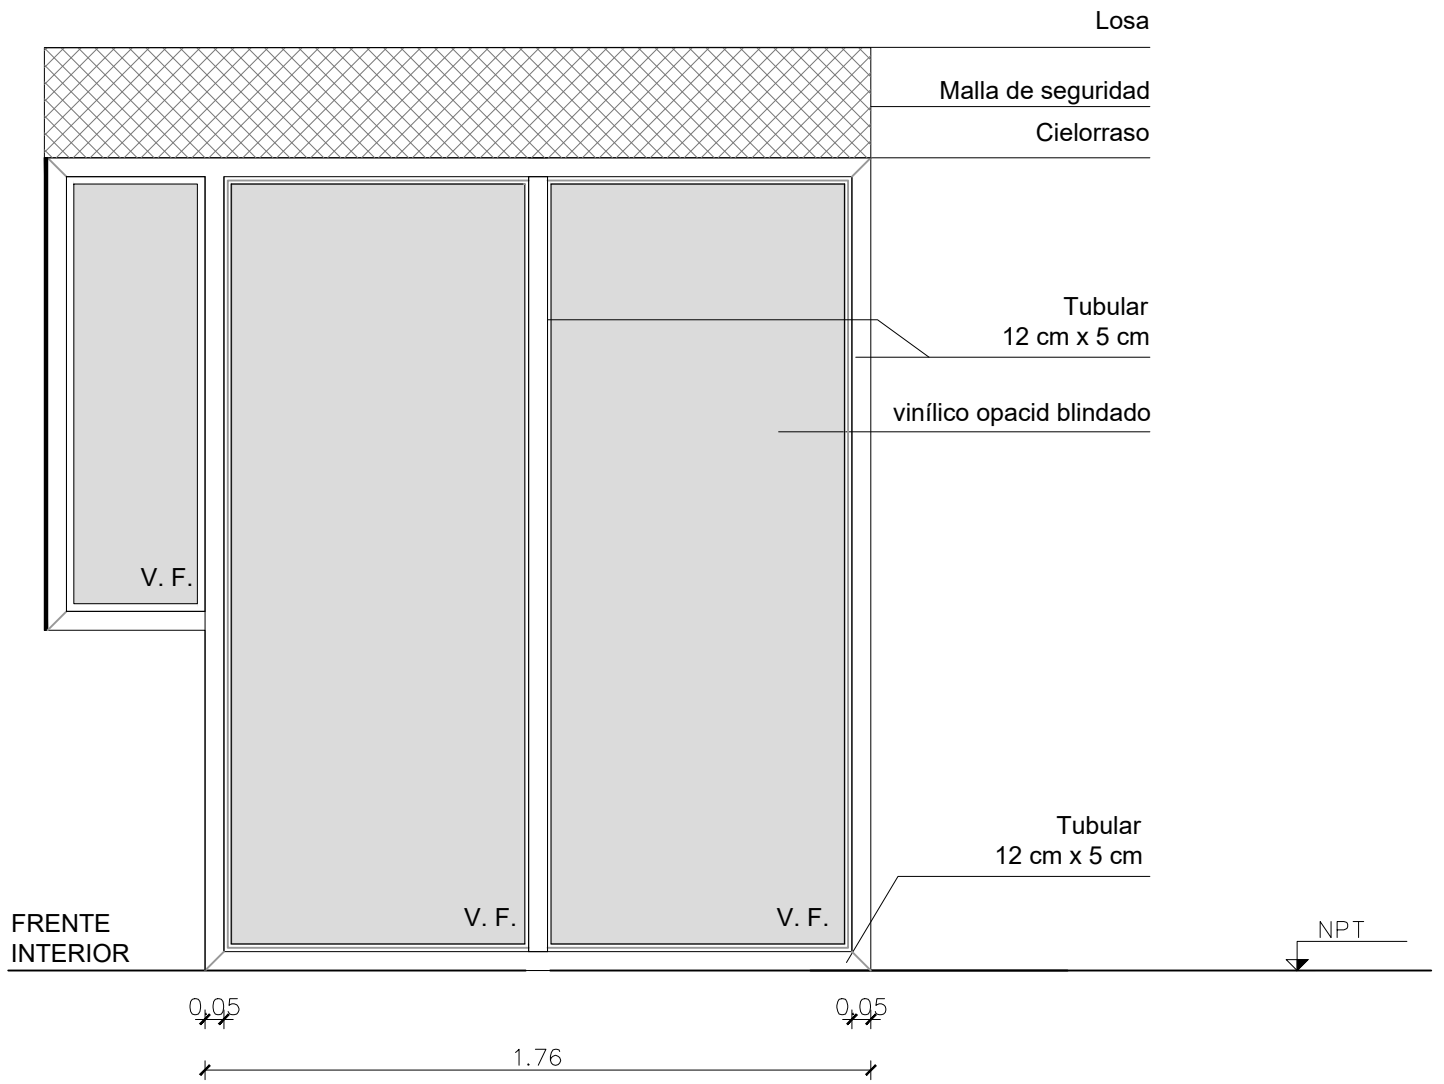 Losa
Malla de seguridad
Cielorraso
Tubular
12 cm x 5 cm
vinílico opacid blindado
V. F.
Tubular
12 cm x 5 cm
V. F.
V. F.
FRENTE
INTERIOR
NPT
0.05
0.05
1.76